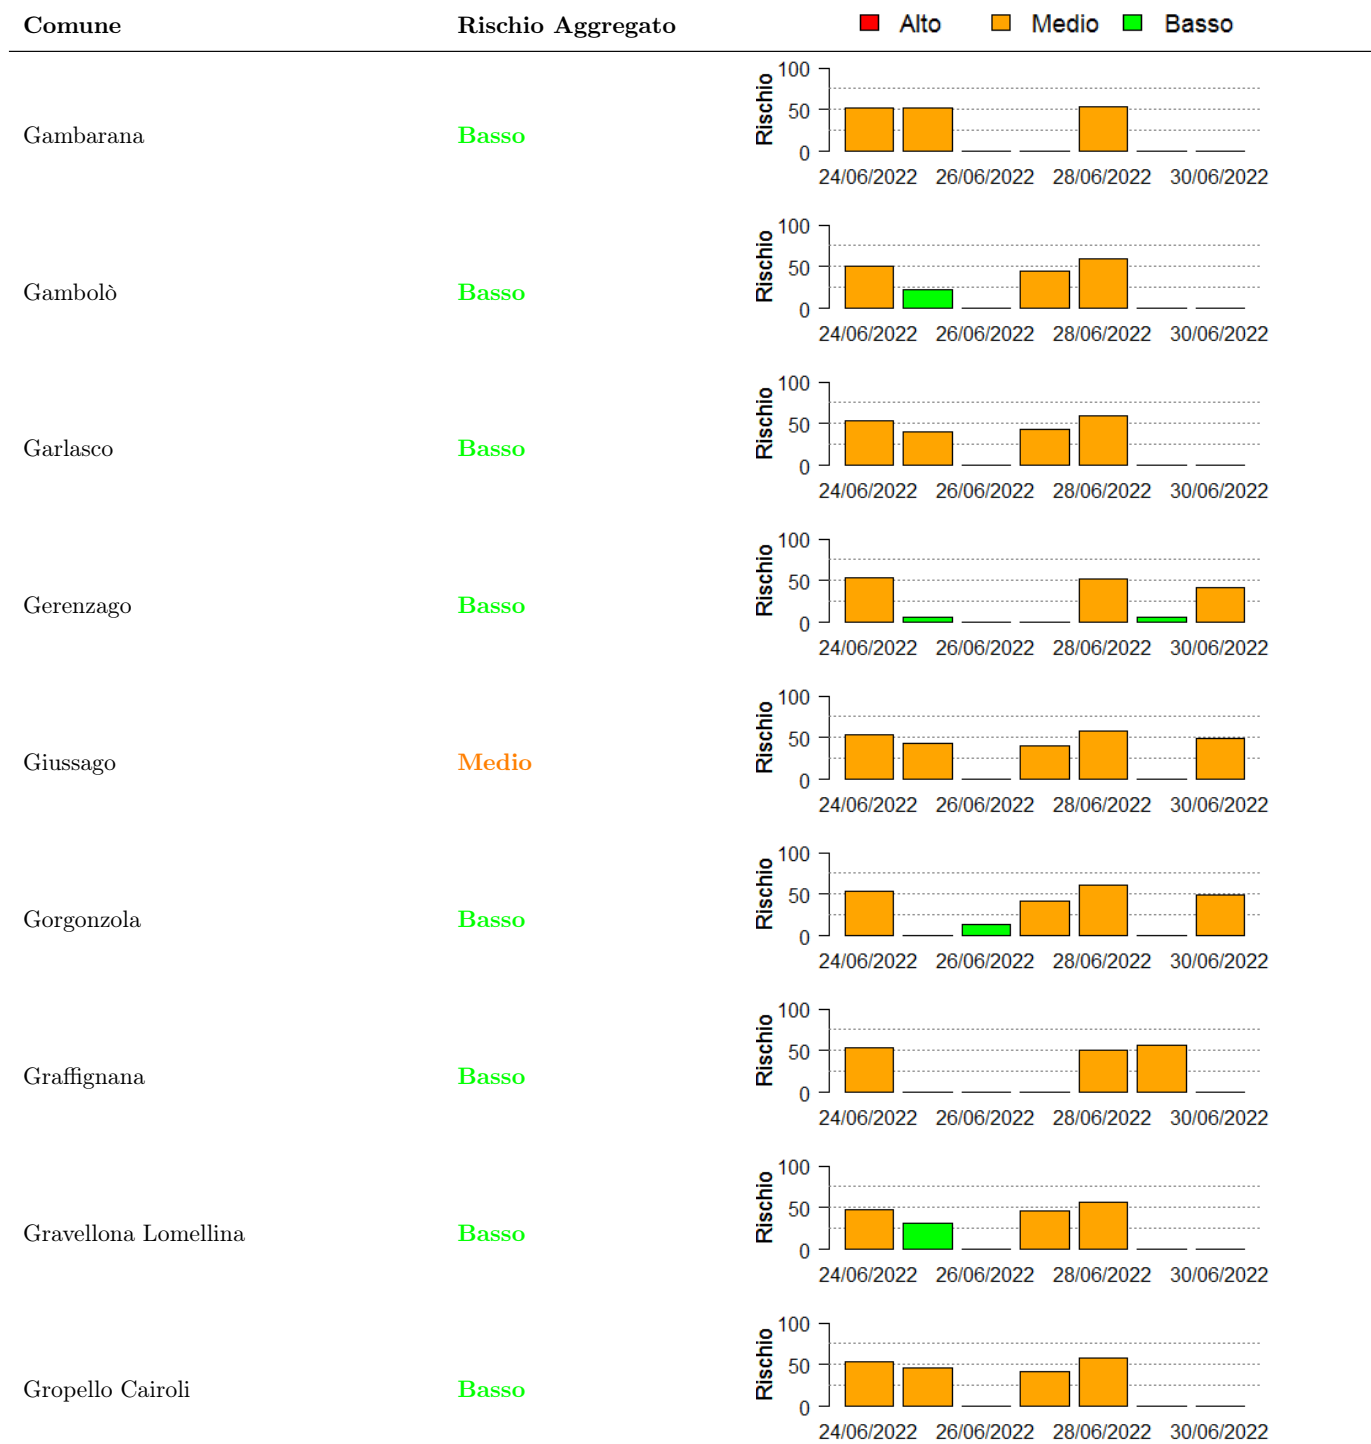 Comune Rischio Aggregato Alto Medio Basso
Gambarana Basso Rischio 100 50 0
24/06/2022 26/06/2022 28/06/2022 30/06/2022
Gambolò Basso Rischio 100 50 0
24/06/2022 26/06/2022 28/06/2022 30/06/2022
Garlasco Basso Rischio 100 50 0
24/06/2022 26/06/2022 28/06/2022 30/06/2022
Gerenzago Basso Rischio 100 50 0
24/06/2022 26/06/2022 28/06/2022 30/06/2022
Giussago Medio Rischio 100 50 0
24/06/2022 26/06/2022 28/06/2022 30/06/2022
Gorgonzola Basso Rischio 100 50 0
24/06/2022 26/06/2022 28/06/2022 30/06/2022
Graffignana Basso Rischio 100 50 0
24/06/2022 26/06/2022 28/06/2022 30/06/2022
Gravellona Lomellina Basso Rischio 100 50 0
24/06/2022 26/06/2022 28/06/2022 30/06/2022
Gropello Cairoli Basso Rischio 100 50 0
24/06/2022 26/06/2022 28/06/2022 30/06/2022